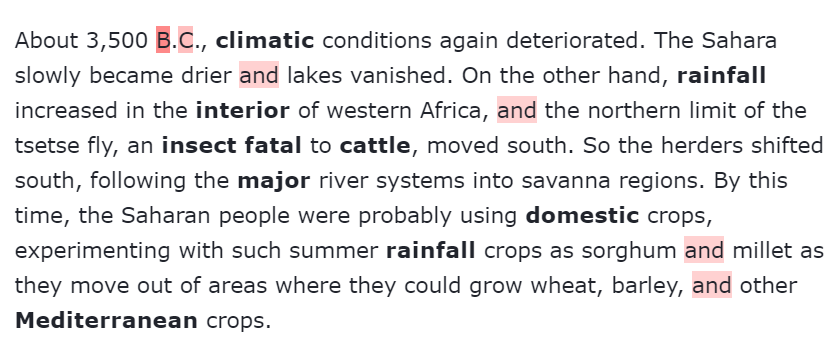 About 3,500 B.C., climatic conditions again deteriorated. The Sahara
slowly became drier and lakes vanished. On the other hand, rainfall
increased in the interior of western Africa, and the northern limit of the
tsetse fly, an insect fatal to cattle, moved south. So the herders shifted
south, following the major river systems into savanna regions. By this
time, the Saharan people were probably using domestic crops,
experimenting with such summer rainfall crops as sorghum and millet as
they move out of areas where they could grow wheat, barley, and other
Mediterranean crops.